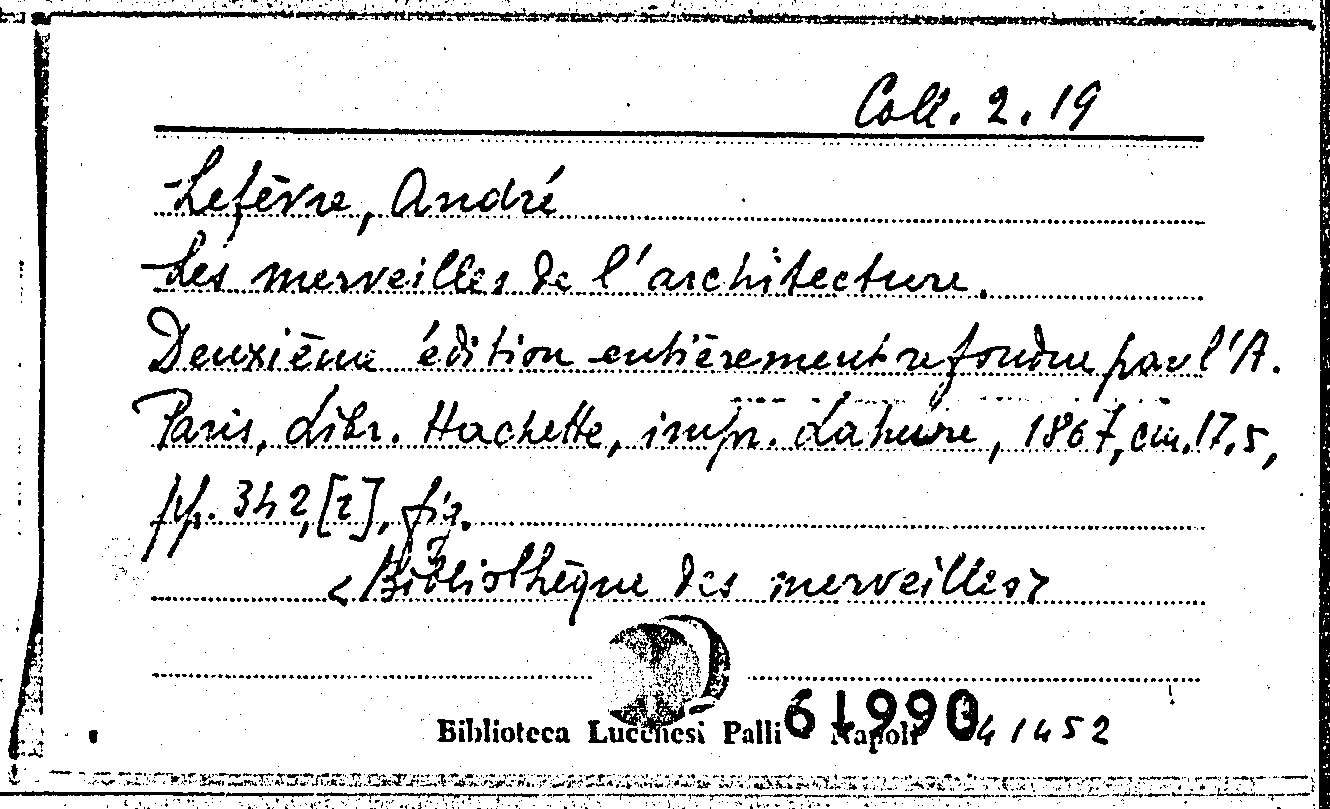 Coll. 2.19
Lefèvre, André
Les merveilles de l'architecture.
Deuxième édition entièrement refondue par l'A.
Paris, Libr. Hachette, impr. Lahure, 1867, cm. 17,5,
pp. 342, [2], fig.
<Bibliothèque des merveilles>
61990
Biblioteca Lucchesi Palli Napoli 41452